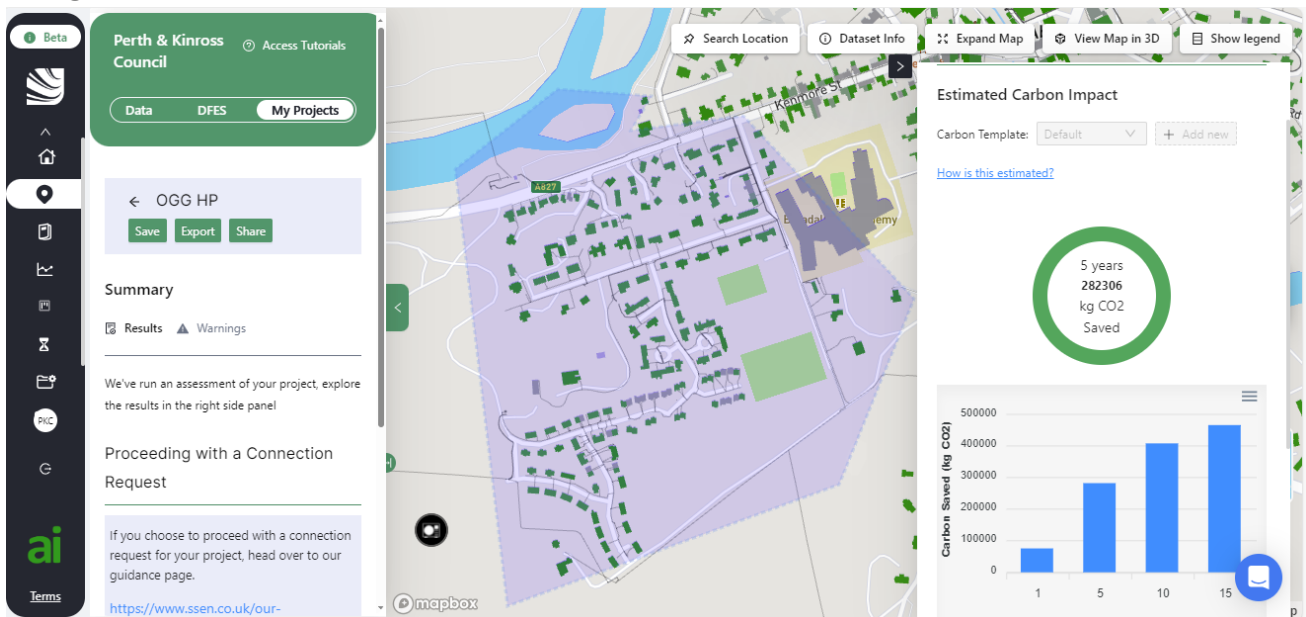 Beta
Terms
PKC
ai
Perth & Kinross
Council
Access Tutorials
Data DFES My Projects
OGG HP
Save Export Share
Summary
Results Warnings
We've run an assessment of your project, explore
the results in the right side panel
Proceeding with a Connection
Request
If you choose to proceed with a connection
request for your project, head over to our
guidance page.
https://www.ssen.co.uk/our-
Search Location
Dataset Info
Expand Map
View Map in 3D
Show legend
Kenmore St
A827
mapbox
Rd
Estimated Carbon Impact
Carbon Template: Default + Add new
How is this estimated?
5 years
282306
kg CO2
Saved
Carbon Saved (kg CO2)
500000
400000
300000
200000
100000
0
1 5 10 15